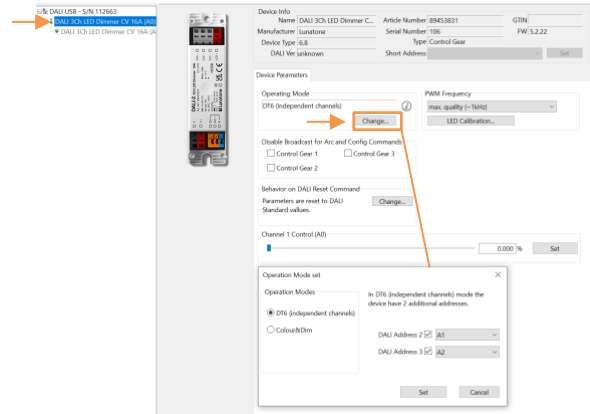 DALI USB - S/N 112663
DALI 3Ch LED Dimmer CV 16A (A0)
DALI 3Ch LED Dimmer CV 16A (A
Device Info
Name DALI 3Ch LED Dimmer C... Article Number 89453831 GTIN
Manufacturer Lunatone Serial Number 106 FW 5.2.22
Device Type 6,8 Type Control Gear
DALI Ver unknown Short Address Set
Device Parameters
Operating Mode
DT6 (independent channels)
Change...
PWM Frequency
max. quality (~1kHz)
LED Calibration...
Disable Broadcast for Arc and Config Commands
Control Gear 1 Control Gear 3
Control Gear 2
Behavior on DALI Reset Command
Parameters are reset to DALI
Standard vallues.
Change...
Channel 1 Control (A0)
0.000 % Set
Operation Mode set
Operation Modes
DT6 (independent channels)
Colour&Dim
In DT6 (independent channels) mode the
device have 2 additional addresses.
DALI Address 2 A1
DALI Address 3 A2
Set Cancel
DALI-2
Lunatone